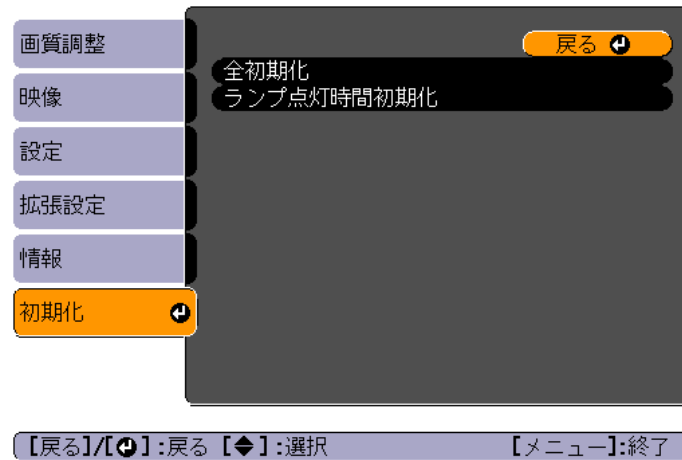 画質調整
映像
設定
拡張設定
情報
初期化
戻る
全初期化
ランプ点灯時間初期化
【戻る】/【 】:戻る 【◆】:選択 【メニュー】:終了